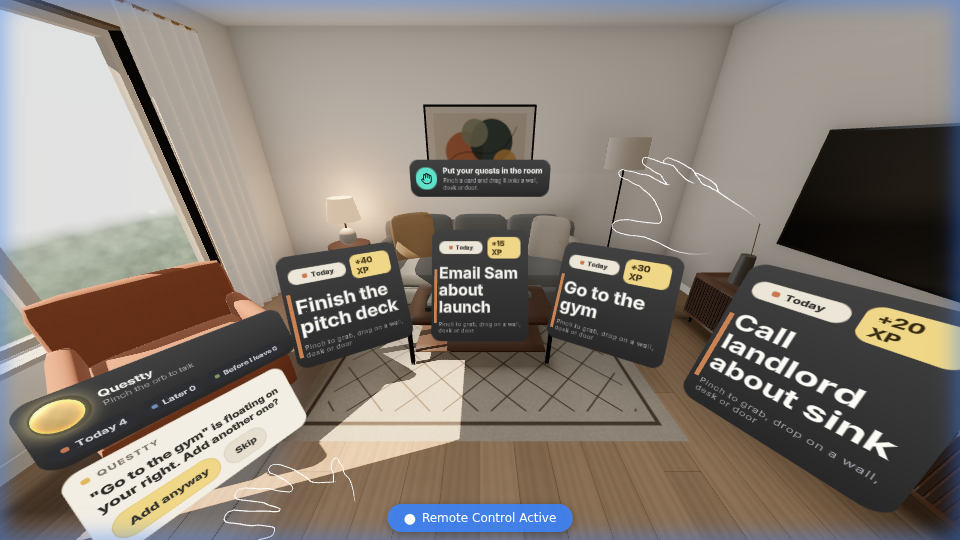 Put your quests in the room
Pinch a card and drag it onto a wall,
desk or door.
Today
+40
XP
Finish the
pitch deck
Pinch to grab, drop on a wall,
desk or door
Today
+15
XP
Email Sam
about
launch
Pinch to grab, drop on a wall,
desk or door
Today
+30
XP
Go to the
gym
Pinch to grab, drop on a wall,
desk or door
Today
+20
XP
Call
landlord
about sink
Pinch to grab, drop on a wall,
desk or door
Questty
Pinch the orb to talk
Today 4
Later 0
Before I leave 0
QUESTTY
"Go to the gym" is floating on
your right. Add another one?
Add anyway
Skip
Remote Control Active